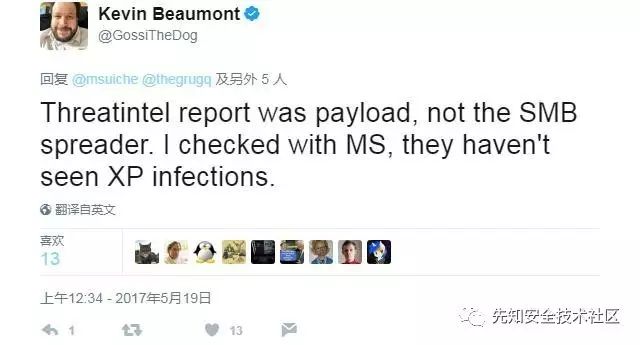 Kevin Beaumont
@GossiTheDog
回复 @msuiche @thegrugq 及另外 5 人
Threatintel report was payload, not the SMB
spreader. I checked with MS, they haven't
seen XP infections.
翻译自英文
喜欢
13
上午12:34 - 2017年5月19日
1 13
先知安全技术社区